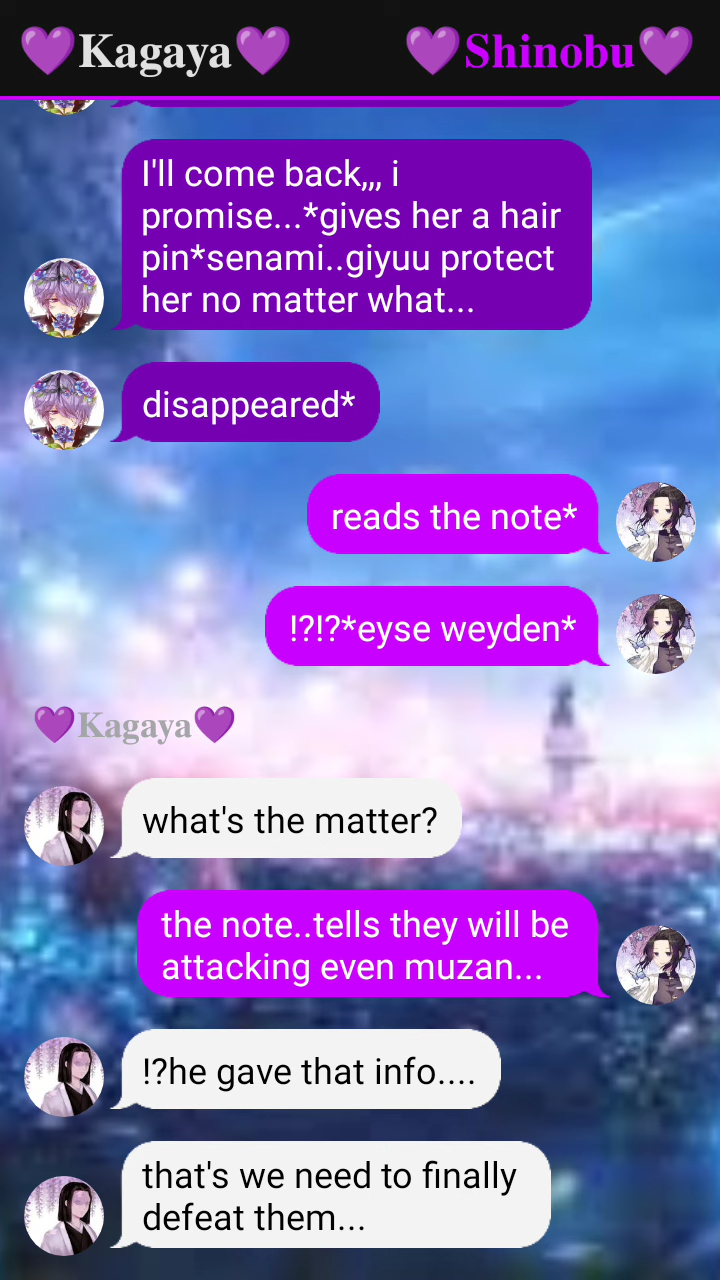 💜Kagaya💜 💜Shinobu💜
I'll come back,,, i
promise...*gives her a hair
pin*senami..giyuu protect
her no matter what...
disappeared*
reads the note*
!?!?*eyse weyden*
💜Kagaya💜
what's the matter?
the note..tells they will be
attacking even muzan...
!?he gave that info....
that's we need to finally
defeat them...